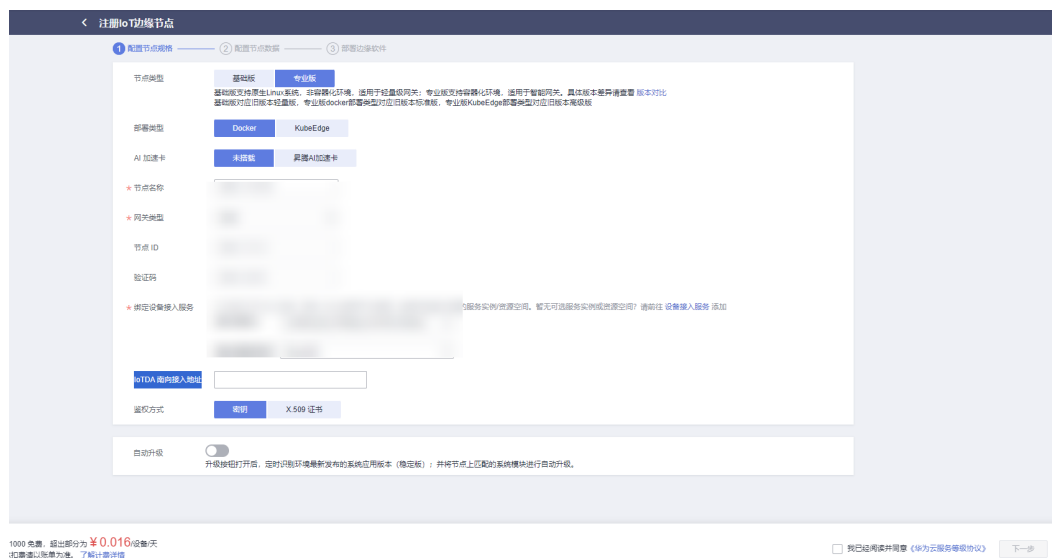 注册IoT边缘节点
1 配置节点规格 2 配置节点数据 3 部署边缘软件
节点类型 基础版 专业版
基础版支持原生Linux系统，非容器化环境，适用于轻量级网关；专业版支持容器化环境，适用于智能网关。具体版本差异请查看 版本对比
基础版对应旧版本轻量版，专业版docker部署类型对应旧版本标准版，专业版KubeEdge部署类型对应旧版本高级版
部署类型 Docker KubeEdge
AI 加速卡 未搭载 昇腾AI加速卡
* 节点名称
* 网关类型
节点 ID
验证码
* 绑定设备接入服务 服务实例/资源空间。暂无可选服务实例或资源空间？请前往 设备接入服务 添加
IoTDA 南向接入地址
鉴权方式 密钥 X.509 证书
自动升级
升级按钮打开后，定时识别环境最新发布的系统应用版本（稳定版）；并将节点上匹配的系统模块进行自动升级。
1000 免费，超出部分为 ¥0.016/设备/天
扣费请以账单为准。 了解计费详情
我已经阅读并同意《华为云服务等级协议》 下一步